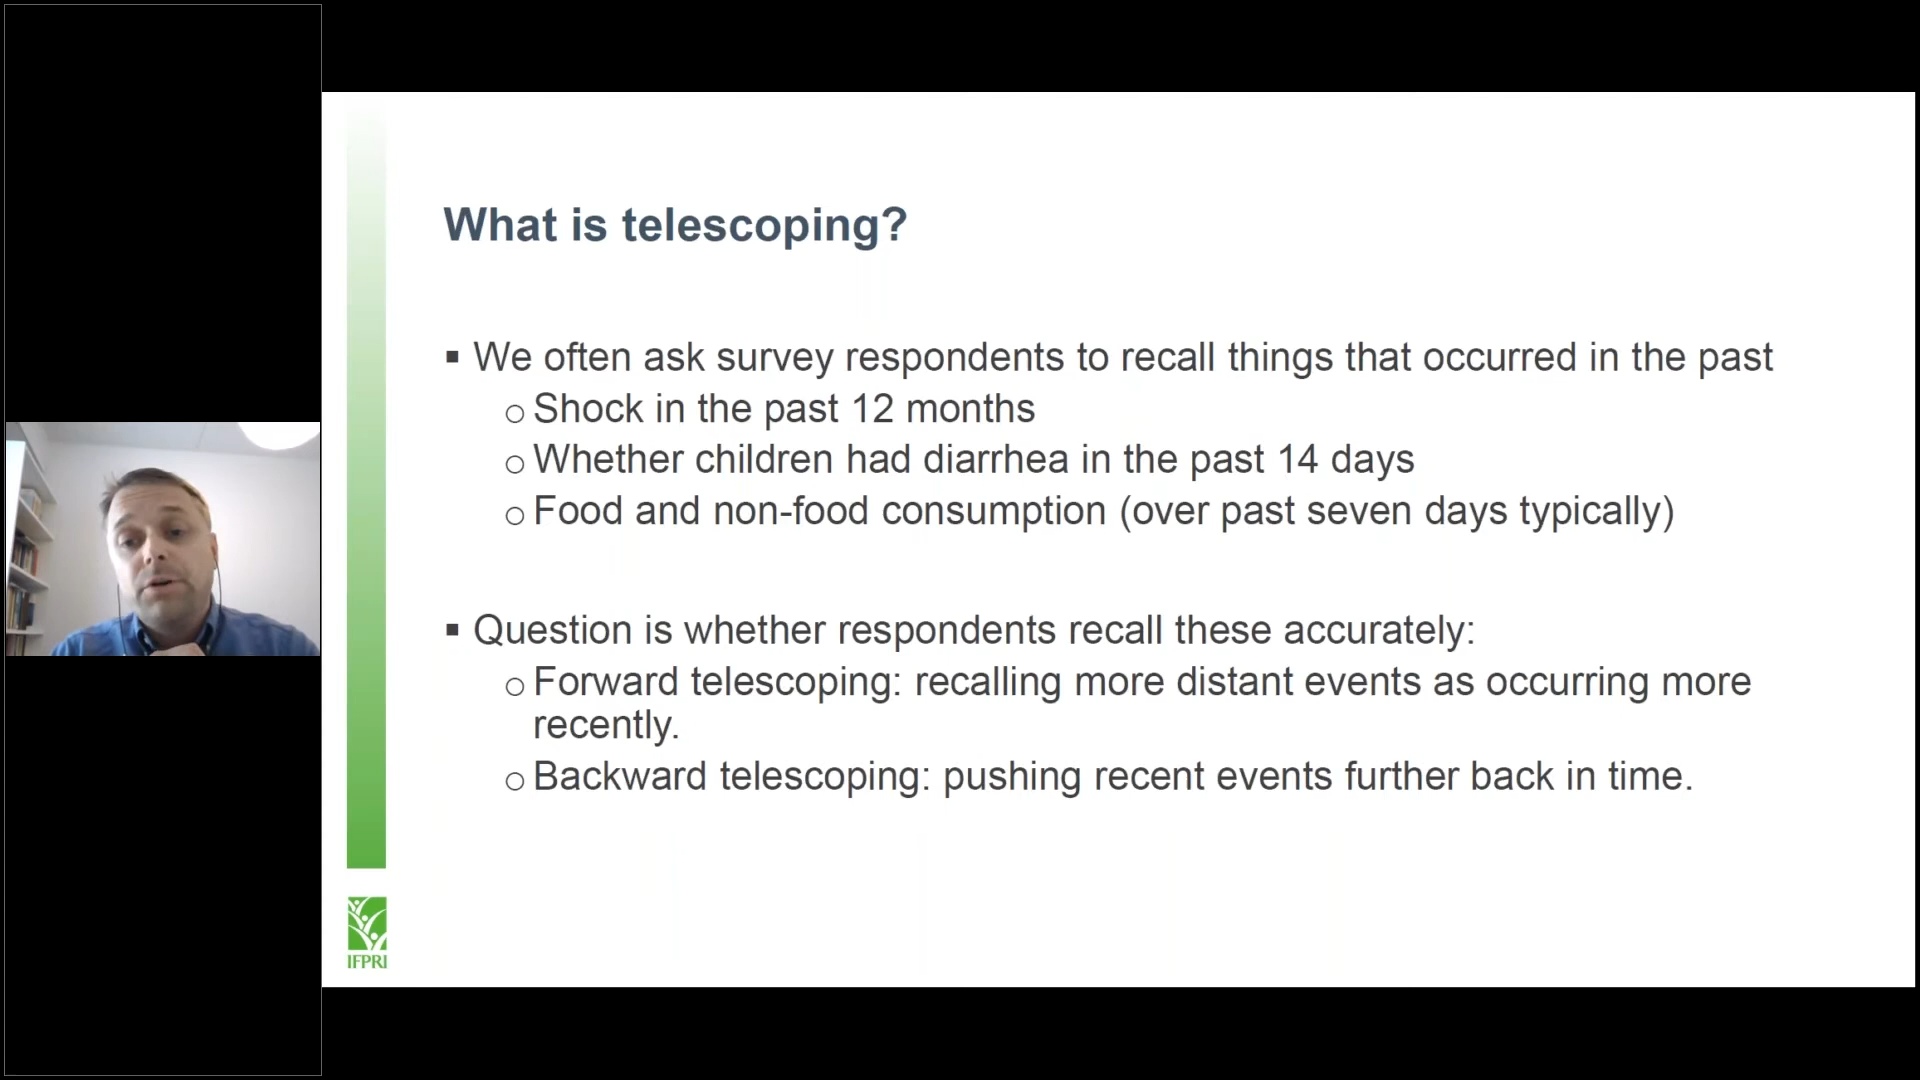 What is telescoping?
▪ We often ask survey respondents to recall things that occurred in the past
○ Shock in the past 12 months
○ Whether children had diarrhea in the past 14 days
○ Food and non-food consumption (over past seven days typically)
▪ Question is whether respondents recall these accurately:
○ Forward telescoping: recalling more distant events as occurring more
recently.
○ Backward telescoping: pushing recent events further back in time.
IFPRI